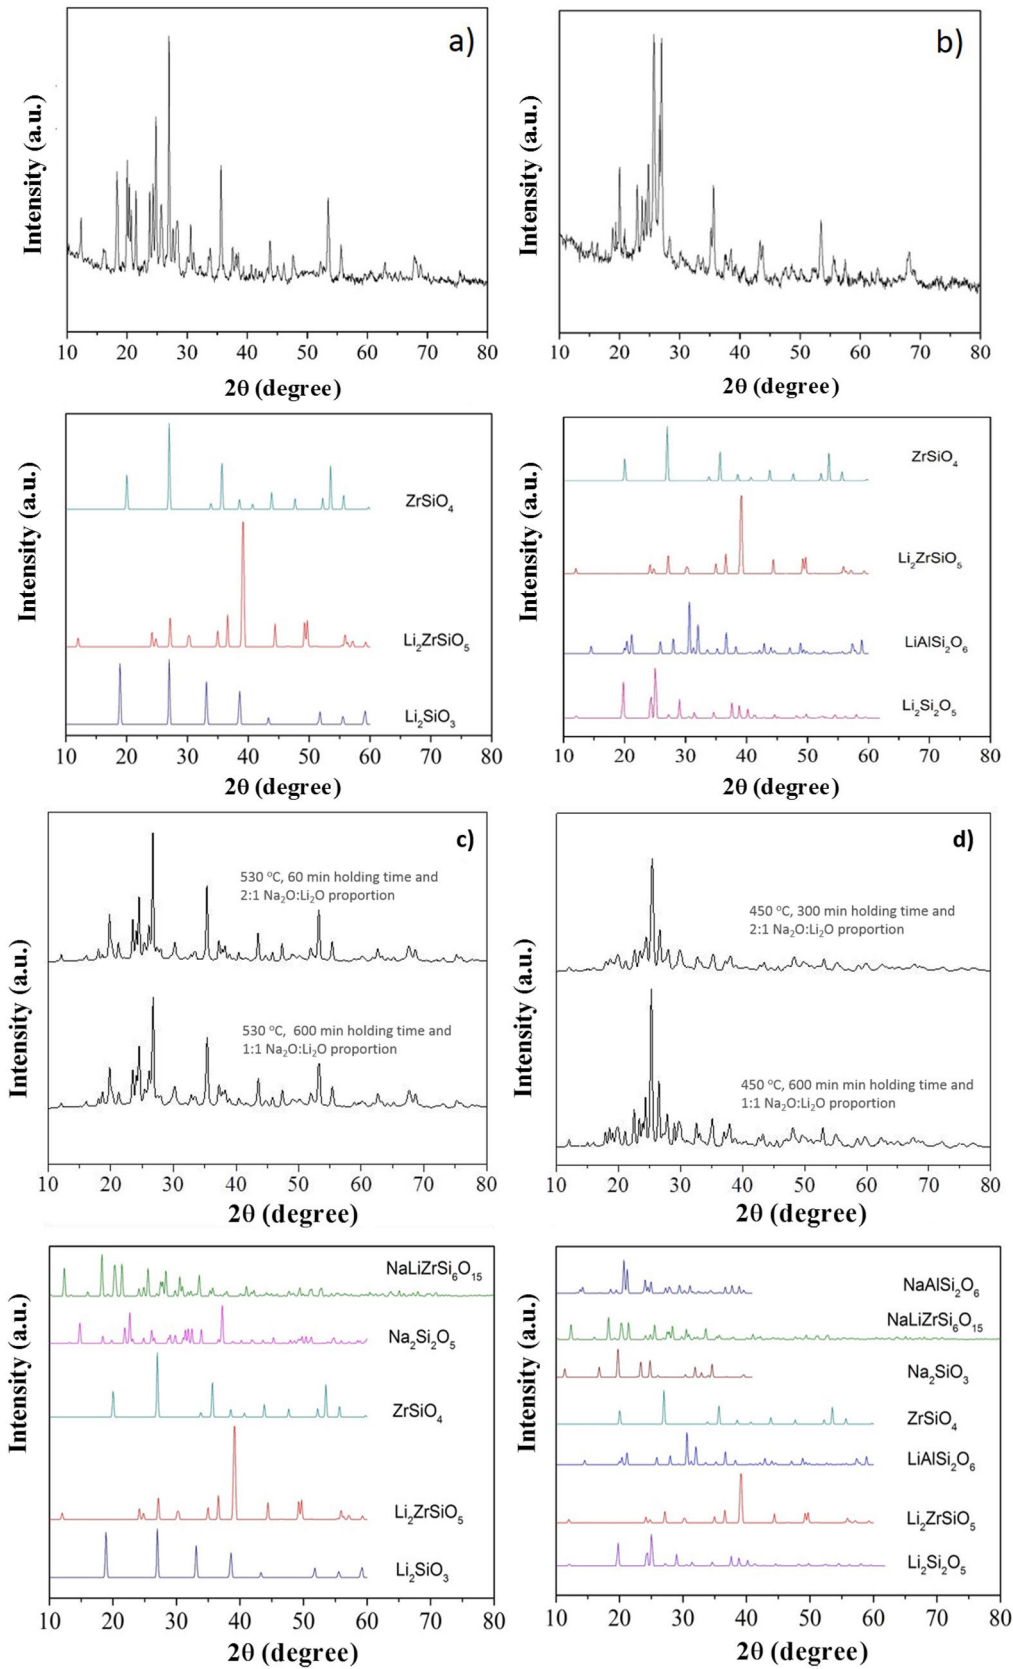 a)
Intensity (a.u.)
10 20 30 40 50 60 70 80
2θ (degree)
b)
Intensity (a.u.)
10 20 30 40 50 60 70 80
2θ (degree)
ZrSiO₄
Li₂ZrSiO₅
Li₂SiO₃
Intensity (a.u.)
10 20 30 40 50 60 70 80
2θ (degree)
ZrSiO₄
Li₂ZrSiO₅
LiAlSi₂O₆
Li₂Si₂O₅
Intensity (a.u.)
10 20 30 40 50 60 70 80
2θ (degree)
c)
530 °C, 60 min holding time and
2:1 Na₂O:Li₂O proportion
530 °C, 600 min holding time and
1:1 Na₂O:Li₂O proportion
Intensity (a.u.)
10 20 30 40 50 60 70 80
2θ (degree)
d)
450 °C, 300 min holding time and
2:1 Na₂O:Li₂O proportion
450 °C, 600 min min holding time and
1:1 Na₂O:Li₂O proportion
Intensity (a.u.)
10 20 30 40 50 60 70 80
2θ (degree)
NaLiZrSi₆O₁₅
Na₂Si₂O₅
ZrSiO₄
Li₂ZrSiO₅
Li₂SiO₃
Intensity (a.u.)
10 20 30 40 50 60 70 80
2θ (degree)
NaAlSi₂O₆
NaLiZrSi₆O₁₅
Na₂SiO₃
ZrSiO₄
LiAlSi₂O₆
Li₂ZrSiO₅
Li₂Si₂O₅
Intensity (a.u.)
10 20 30 40 50 60 70 80
2θ (degree)